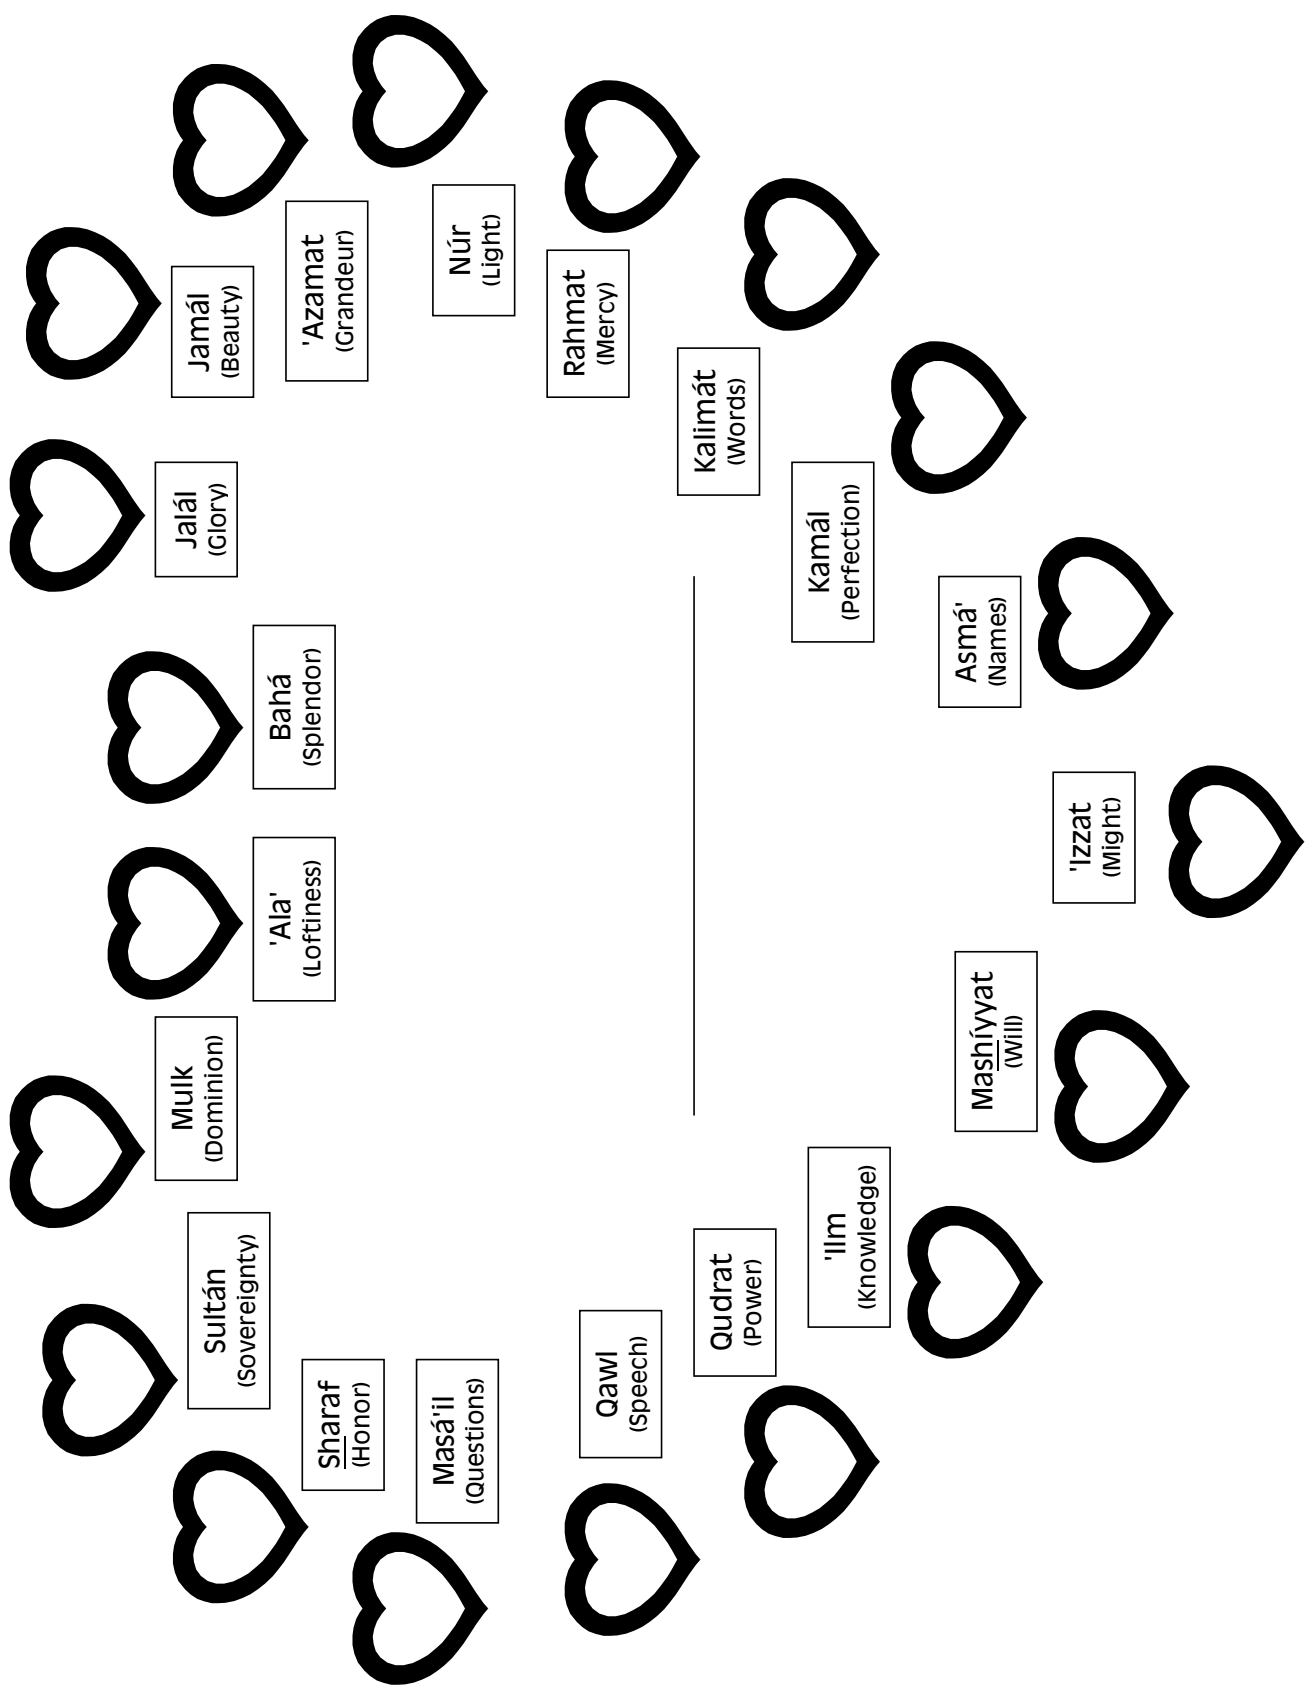 Bahá
(Splendor)
Jalál
(Glory)
Jamál
(Beauty)
'Azamat
(Grandeur)
Núr
(Light)
Rahmat
(Mercy)
Kalimát
(Words)
Kamál
(Perfection)
Asmá'
(Names)
'Izzat
(Might)
Mashíyyat
(Will)
'Ilm
(Knowledge)
Qudrat
(Power)
Qawl
(Speech)
Masá'il
(Questions)
Sharaf
(Honor)
Sultán
(Sovereignty)
Mulk
(Dominion)
'Ala'
(Loftiness)